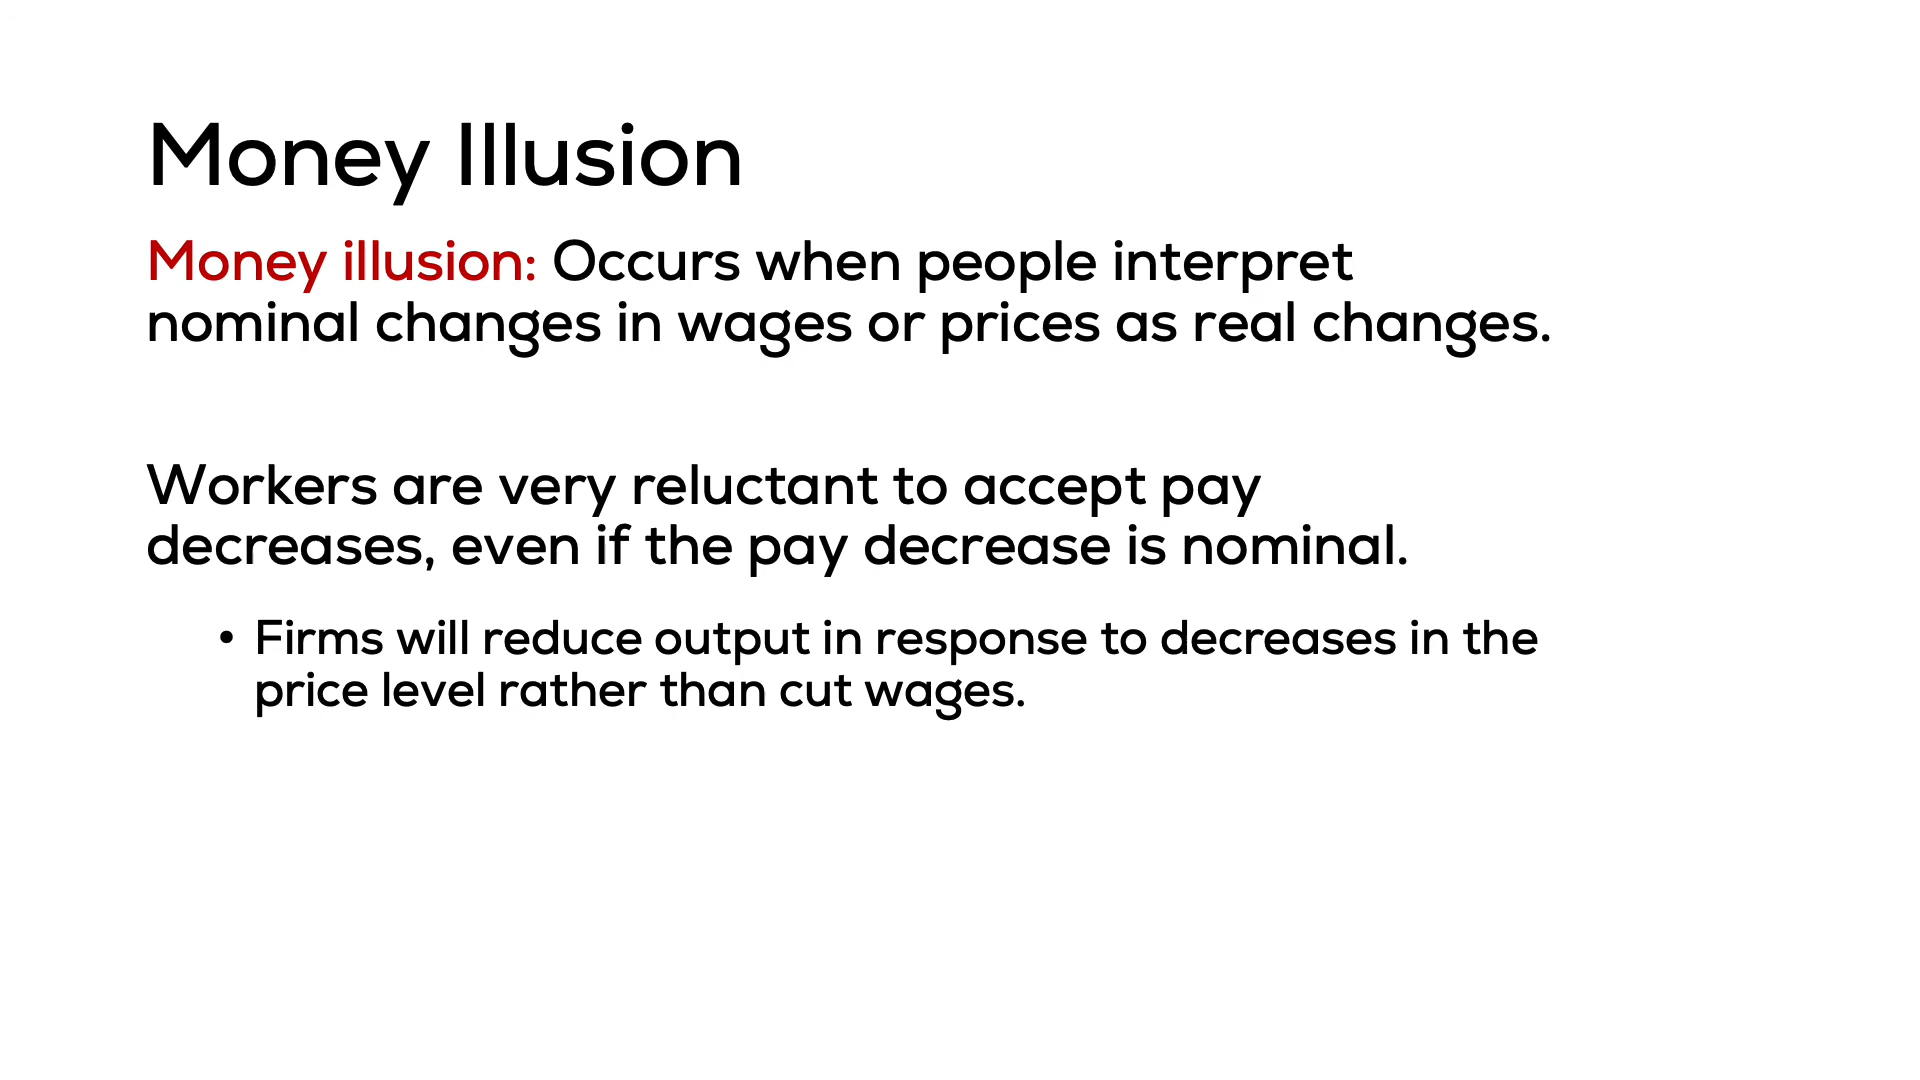 Money Illusion
Money illusion: Occurs when people interpret
nominal changes in wages or prices as real changes.
Workers are very reluctant to accept pay
decreases, even if the pay decrease is nominal.
• Firms will reduce output in response to decreases in the
price level rather than cut wages.